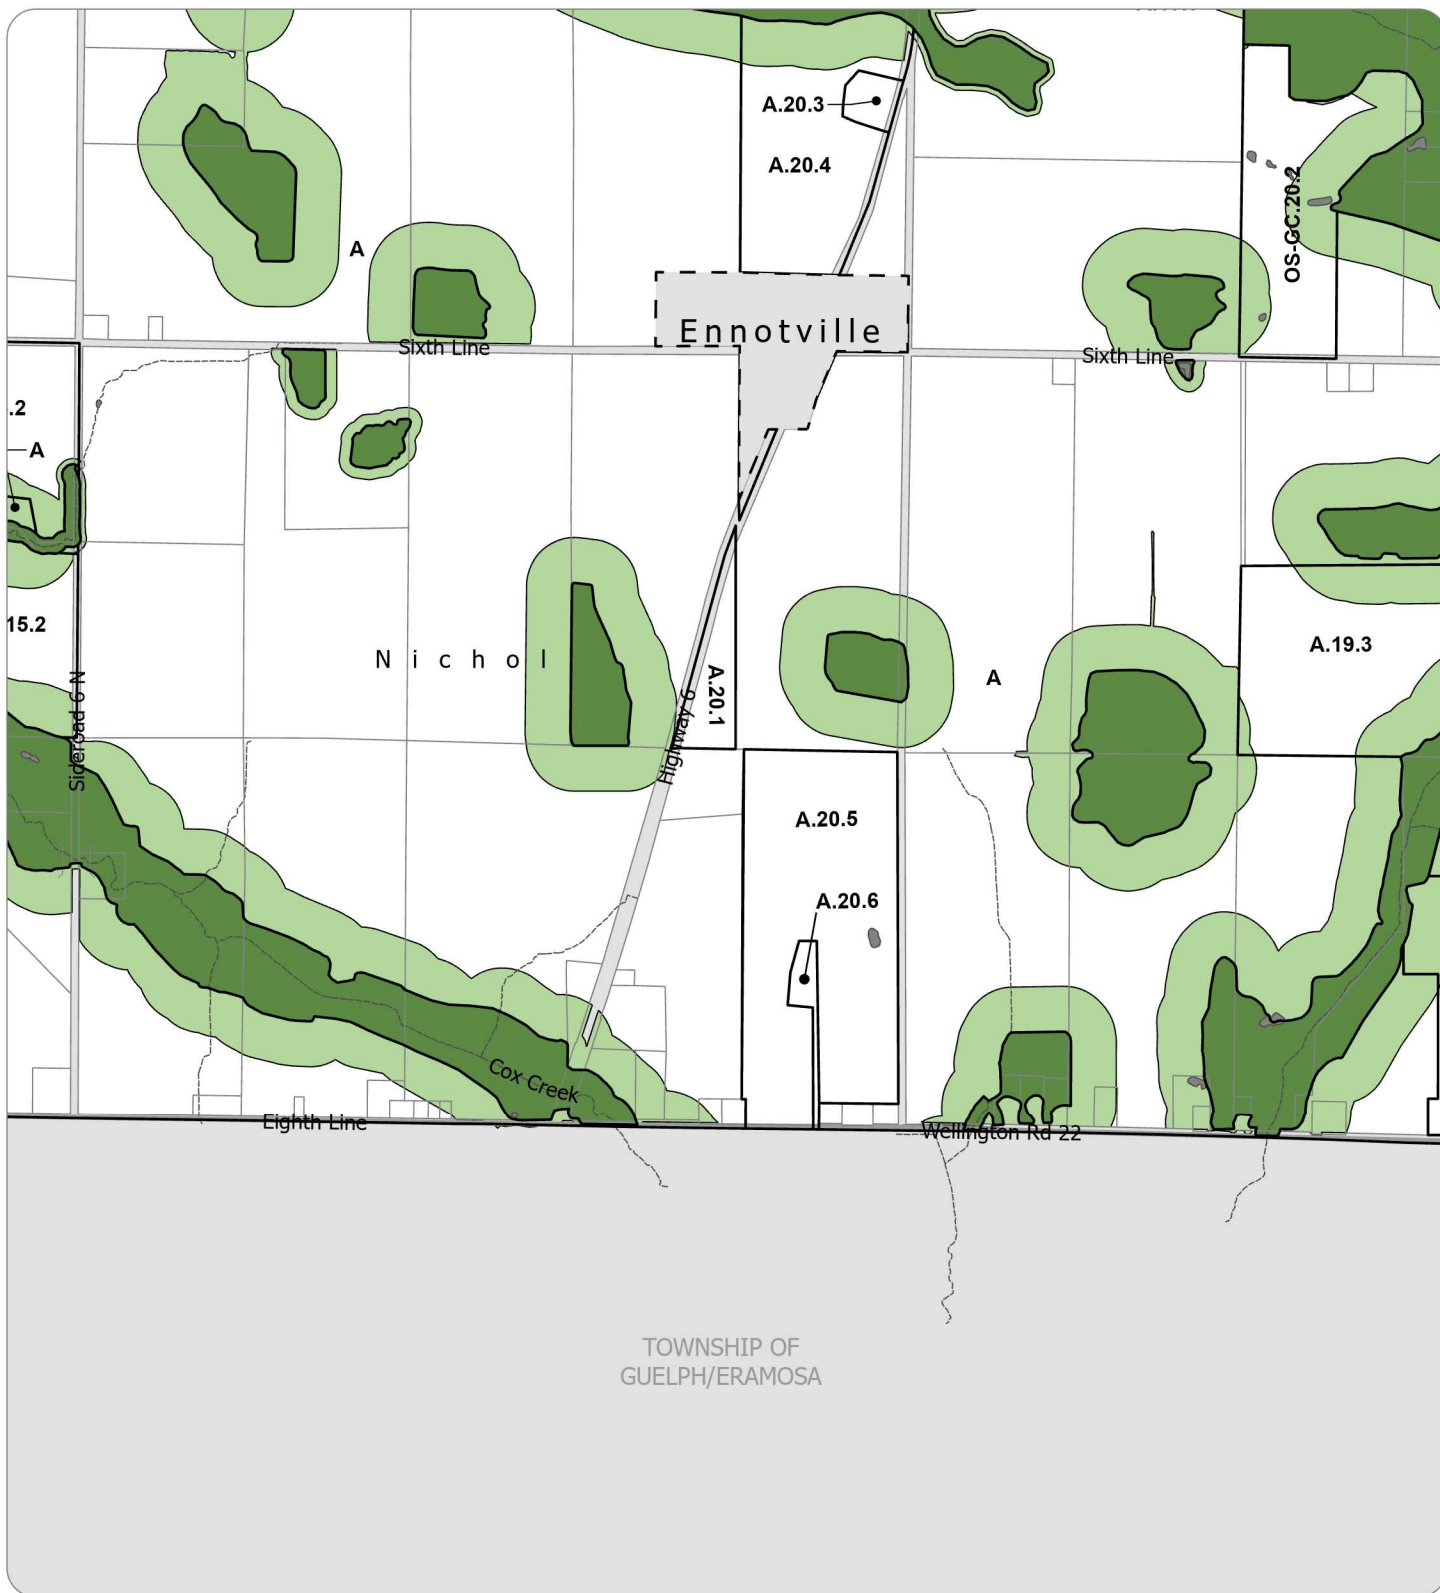 A.20.3
A.20.4
OS-GC.20.2
A
Ennotville
Sixth Line
Sixth Line
.2
A
15.2
Nichol
A.20.1
A
A.19.3
Sideroad 6 N
Highway 6
A.20.5
A.20.6
Cox Creek
Eighth Line
Wellington Rd 22
TOWNSHIP OF
GUELPH/ERAMOSA